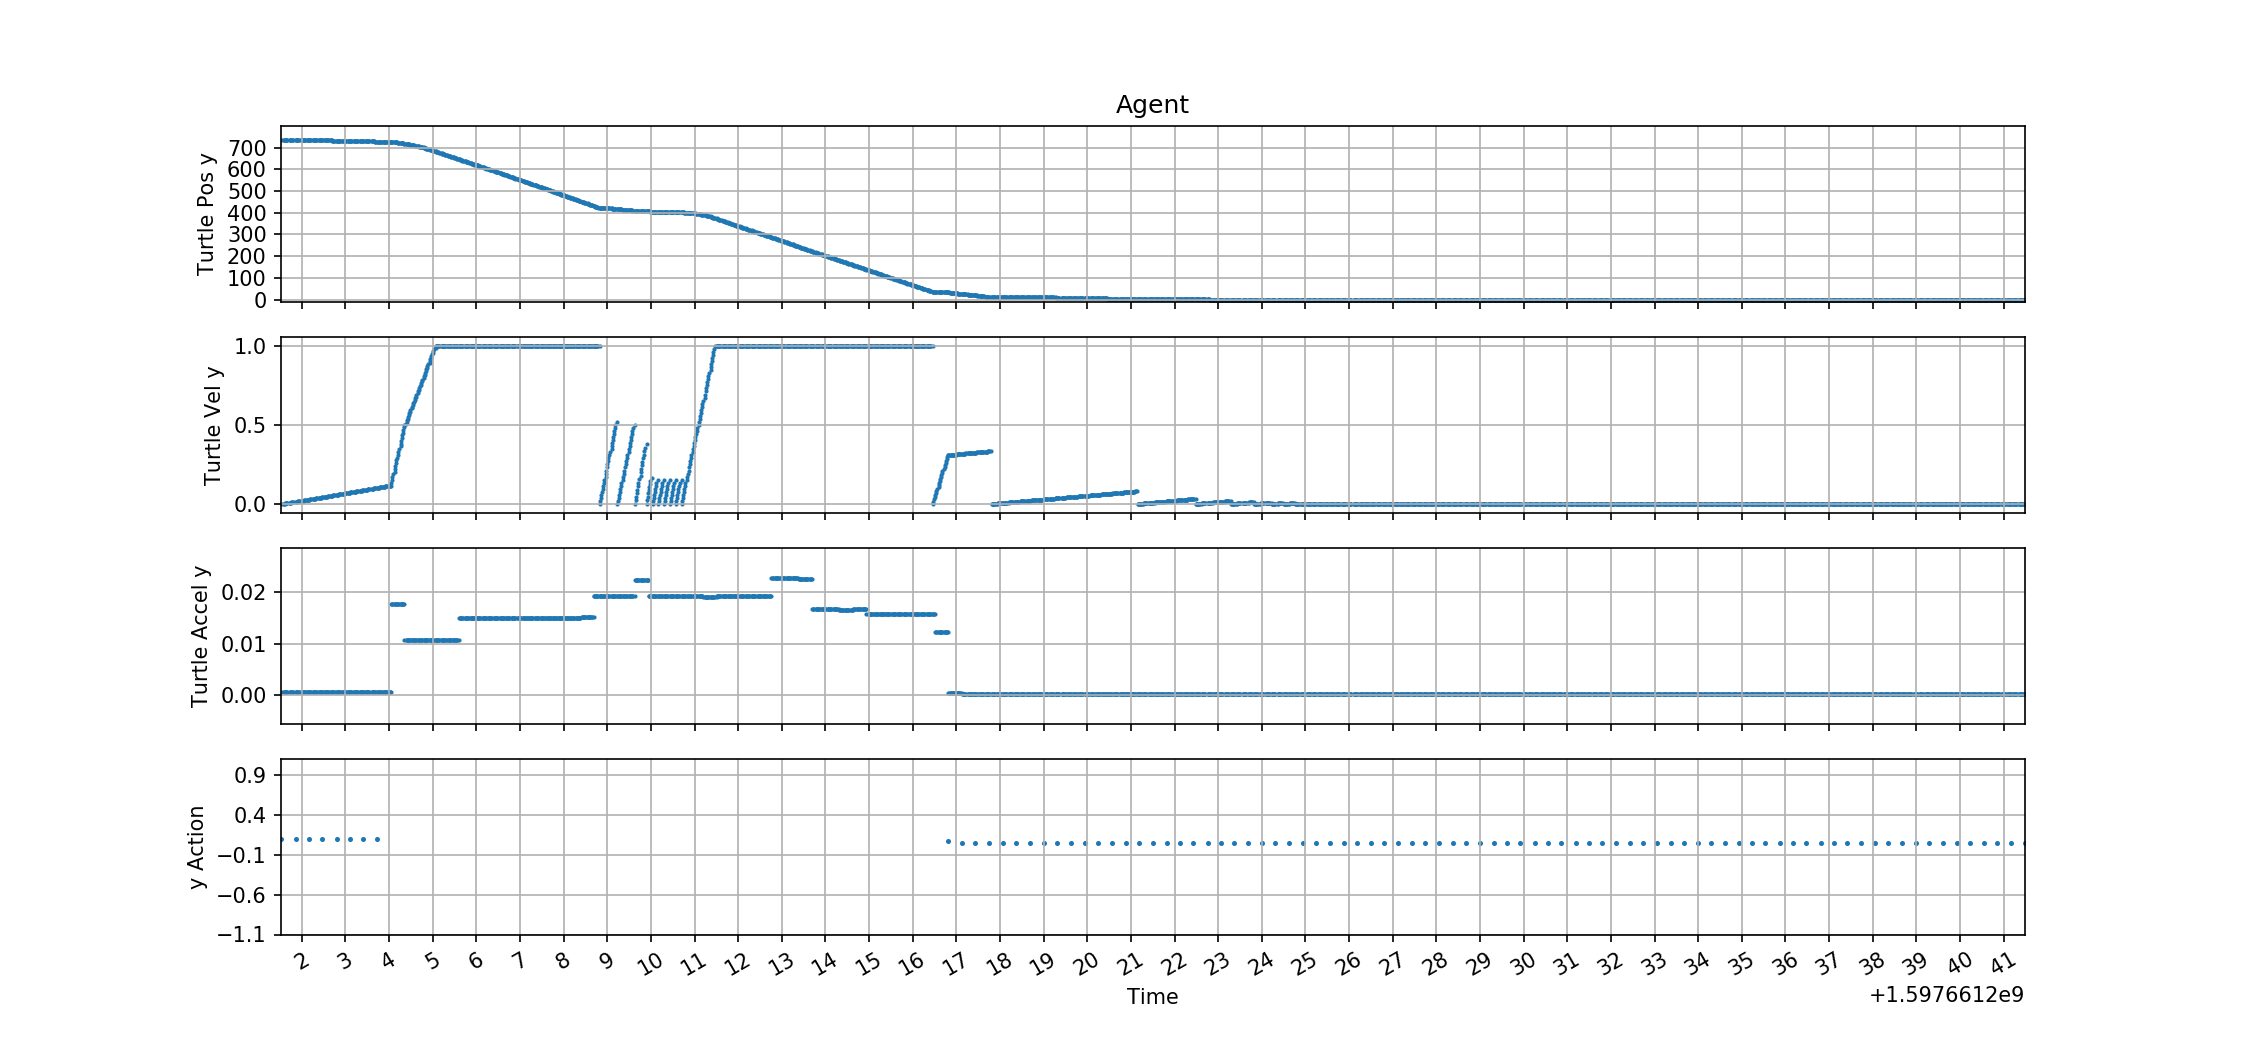 Agent
Turtle Pos y
700
600
500
400
300
200
100
0
Turtle Vel y
1.0
0.5
0.0
Turtle Accel y
0.02
0.01
0.00
y Action
0.9
0.4
−0.1
−0.6
−1.1
2 3 4 5 6 7 8 9 10 11 12 13 14 15 16 17 18 19 20 21 22 23 24 25 26 27 28 29 30 31 32 33 34 35 36 37 38 39 40 41
Time
+1.5976612e9